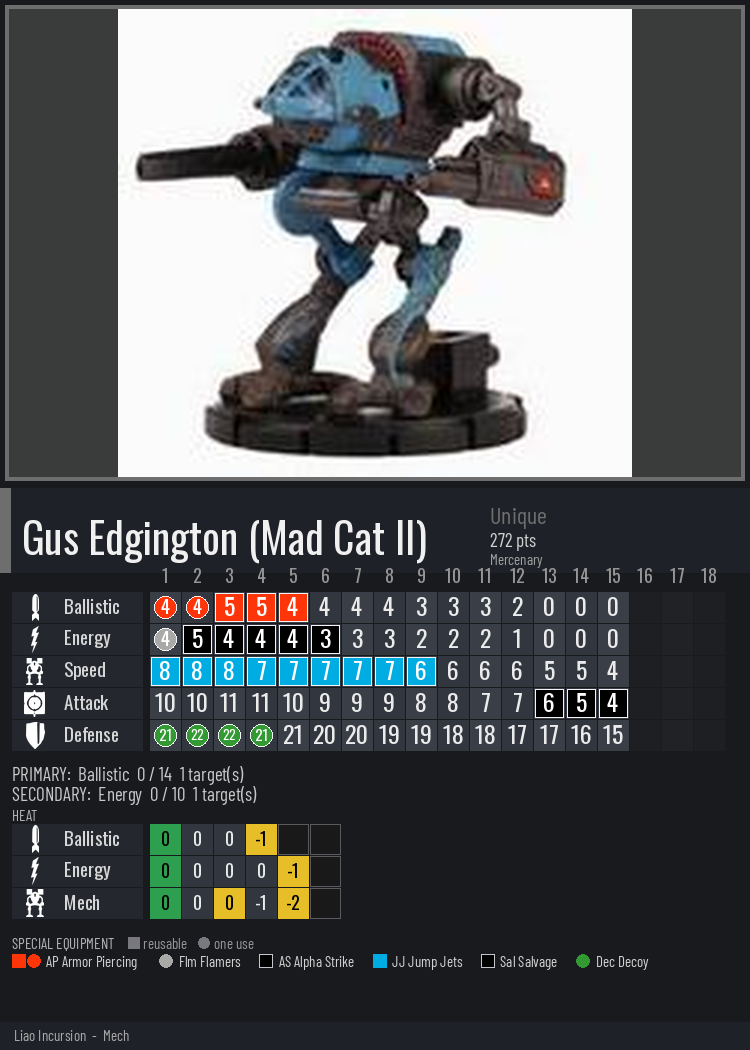 Gus Edgington (Mad Cat II)
Unique
272 pts
Mercenary
1 2 3 4 5 6 7 8 9 10 11 12 13 14 15 16 17 18
Ballistic 4 4 5 5 4 4 4 4 3 3 3 2 0 0 0
Energy 4 5 4 4 4 3 3 3 2 2 2 1 0 0 0
Speed 8 8 8 7 7 7 7 7 6 6 6 6 5 5 4
Attack 10 10 11 11 10 9 9 9 8 8 7 7 6 5 4
Defense 21 22 22 21 21 20 20 19 19 18 18 17 17 16 15
PRIMARY: Ballistic 0 / 14 1 target(s)
SECONDARY: Energy 0 / 10 1 target(s)
HEAT
Ballistic 0 0 0 -1
Energy 0 0 0 0 -1
Mech 0 0 0 -1 -2
SPECIAL EQUIPMENT reusable one use
AP Armor Piercing Flm Flamers AS Alpha Strike JJ Jump Jets Sal Salvage Dec Decoy
Liao Incursion - Mech